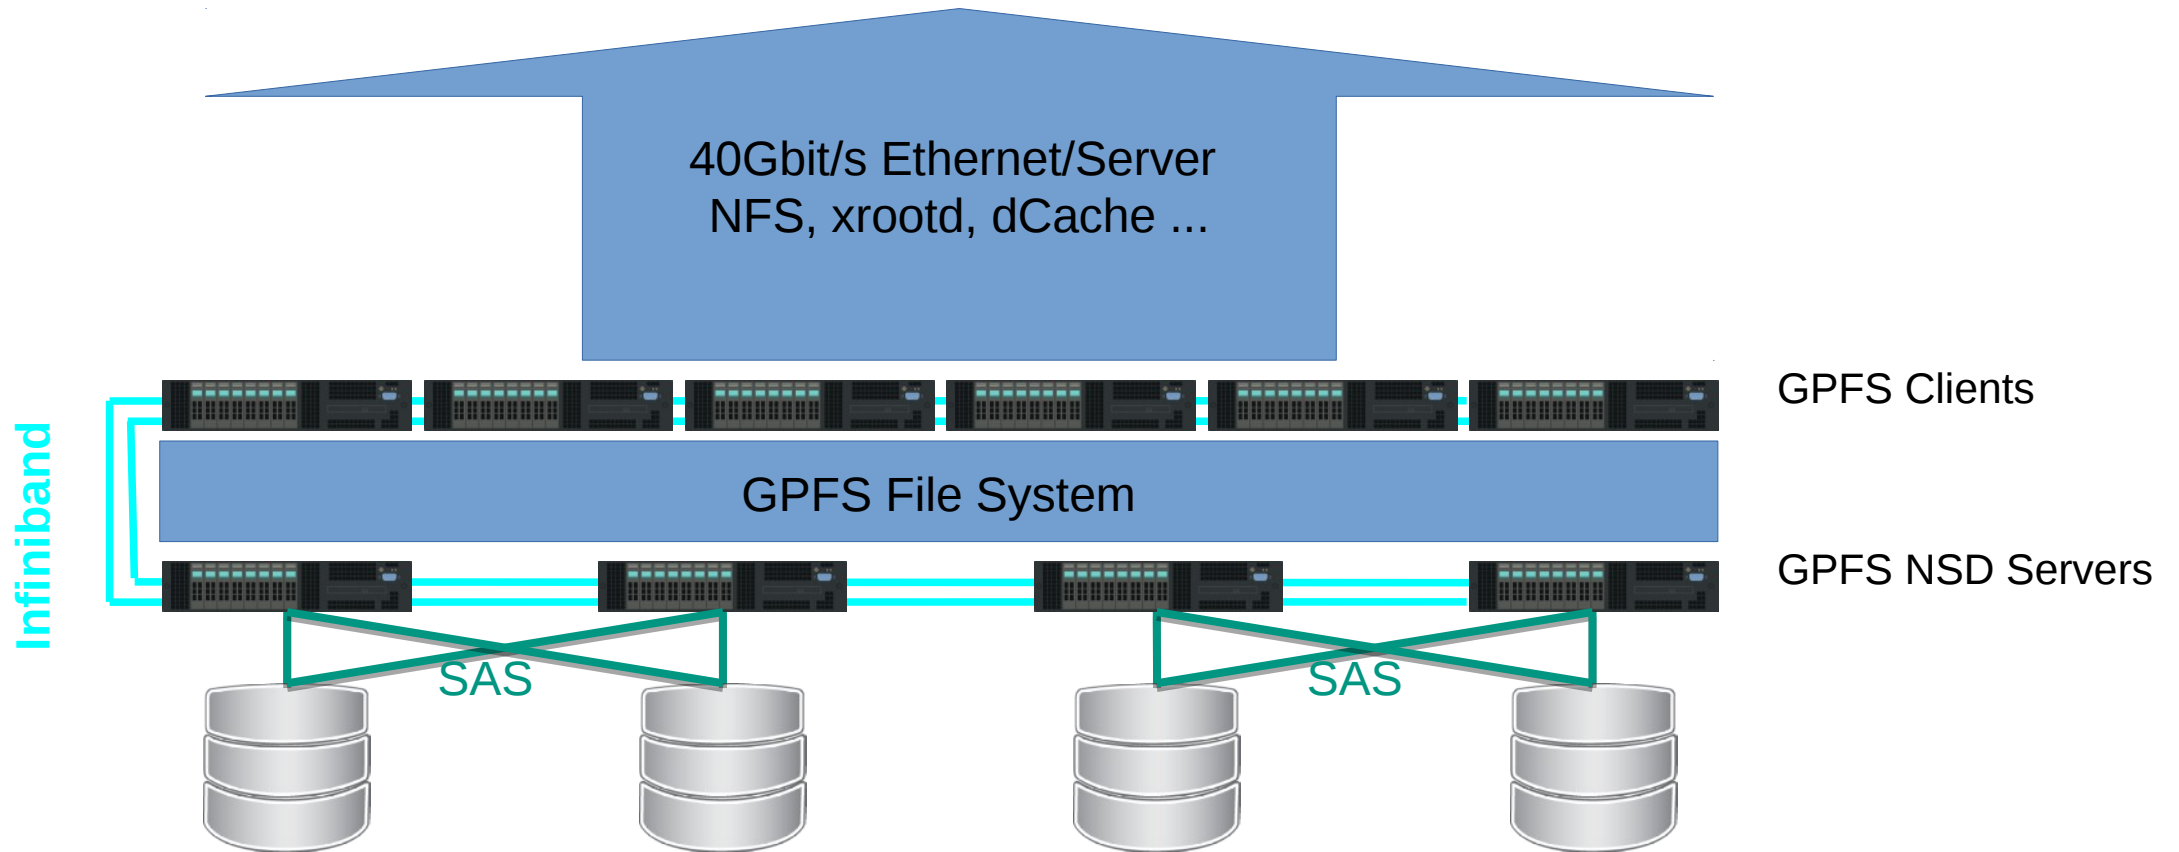 40Gbit/s Ethernet/Server
NFS, xrootd, dCache ...
GPFS Clients
Infiniband
GPFS File System
GPFS NSD Servers
SAS
SAS